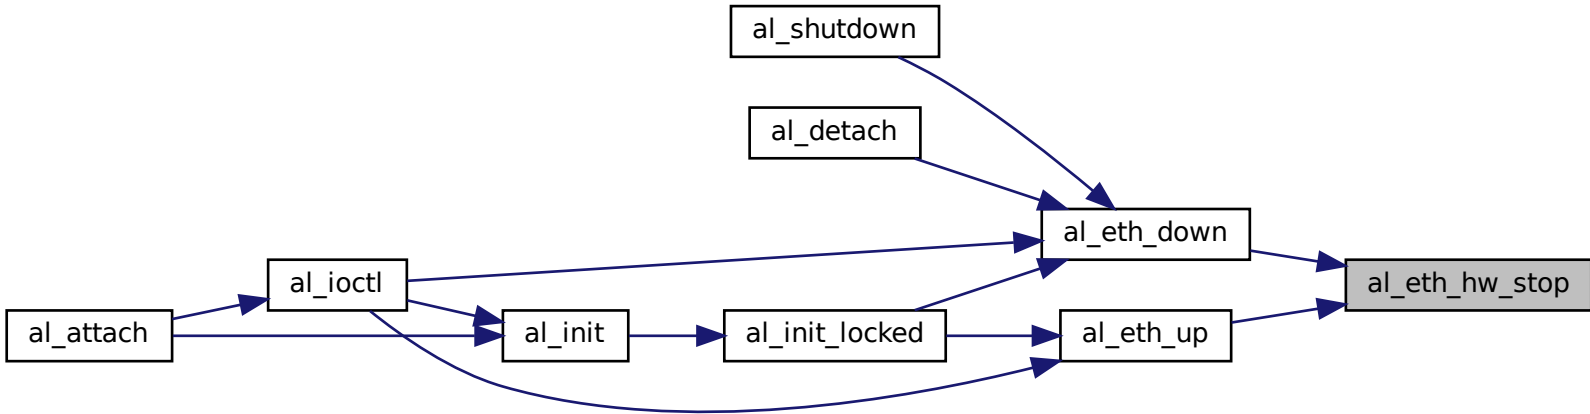 al_shutdown
al_detach
al_eth_down
al_ioctl
al_eth_hw_stop
al_attach
al_init
al_init_locked
al_eth_up